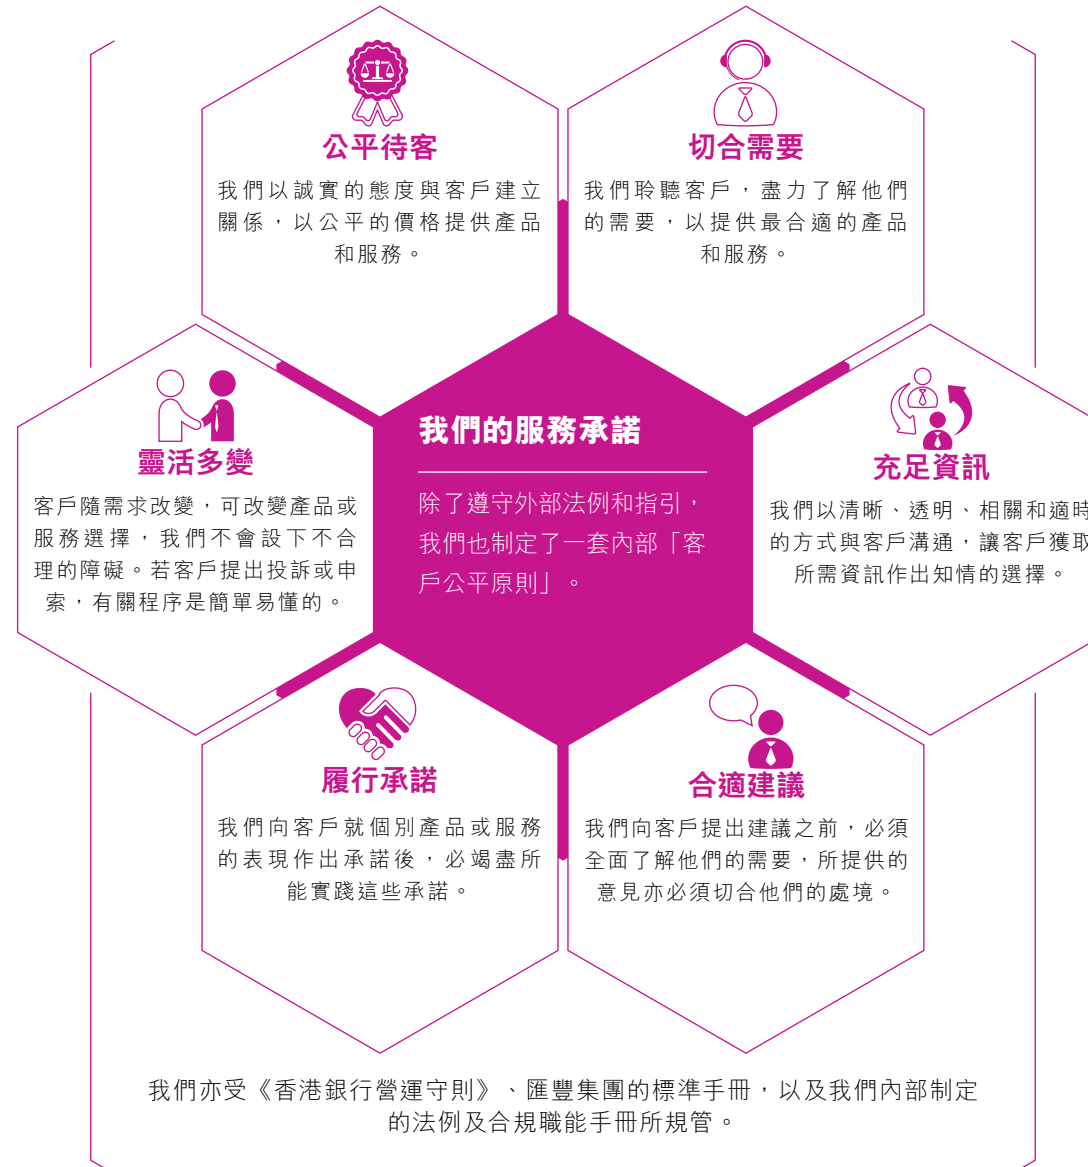 公平待客
我們以誠實的態度與客戶建立
關係，以公平的價格提供產品
和服務。
切合需要
我們聆聽客戶，盡力了解他們
的需要，以提供最合適的產品
和服務。
靈活多變
客戶隨需求改變，可改變產品或
服務選擇，我們不會設下不合
理的障礙。若客戶提出投訴或申
索，有關程序是簡單易懂的。
我們的服務承諾
除了遵守外部法例和指引，
我們也制定了一套內部「客
戶公平原則」。
充足資訊
我們以清晰、透明、相關和適時
的方式與客戶溝通，讓客戶獲取
所需資訊作出知情的選擇。
履行承諾
我們向客戶就個別產品或服務
的表現作出承諾後，必竭盡所
能實踐這些承諾。
合適建議
我們向客戶提出建議之前，必須
全面了解他們的需要，所提供的
意見亦必須切合他們的處境。
我們亦受《香港銀行營運守則》、匯豐集團的標準手冊，以及我們內部制定
的法例及合規職能手冊所規管。